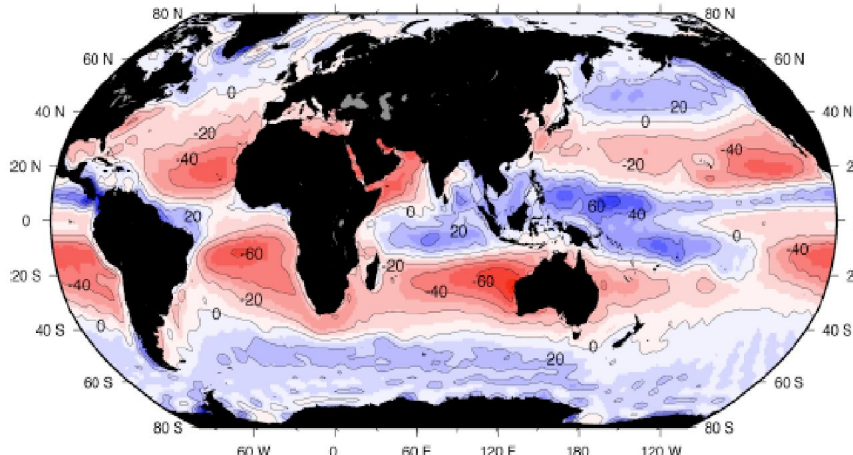 80 N 80 N
60 N 60 N
0 20
40 N 40 N
-20 0
-40 -20 -40
20 N 20 N
20 0 60 40
0 20 0
-60 -20 -40
20 S -60
-40 -20 -40
0 0
40 S 0 40 S
20
60 S 60 S
80 S 80 S
60 W 0 60 E 120 E 180 120 W